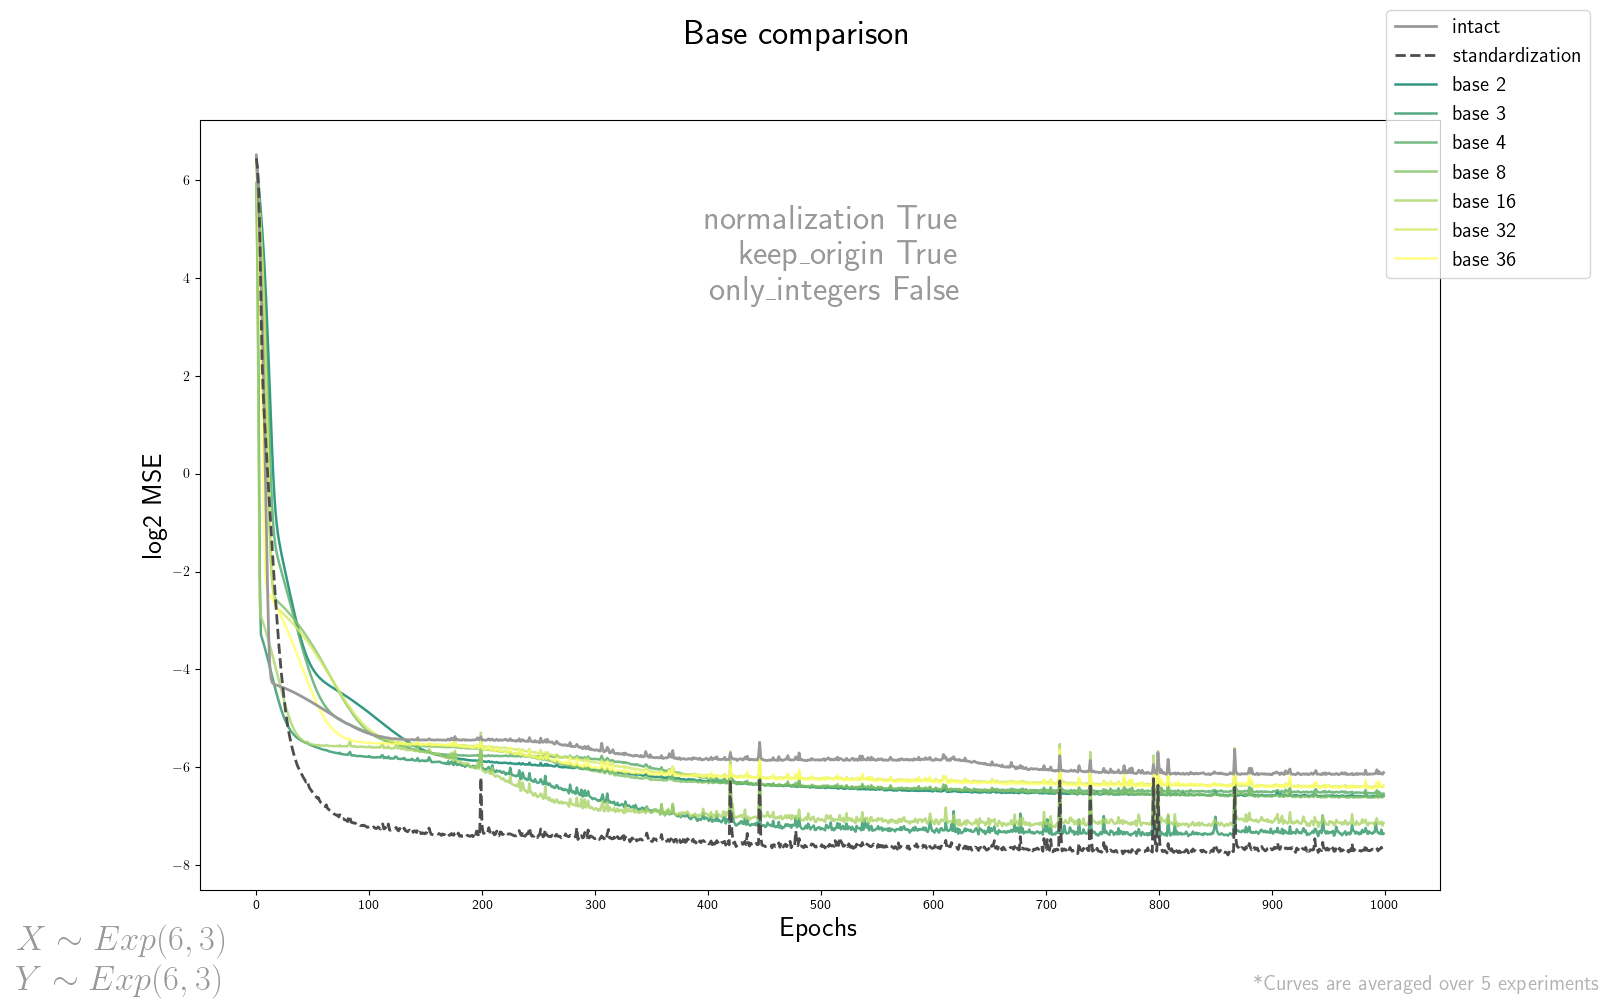 Base comparison
intact
standardization
base 2
base 3
base 4
base 8
base 16
base 32
base 36
normalization True
keep_origin True
only_integers False
6
4
2
0
−2
−4
−6
−8
log2 MSE
0 100 200 300 400 500 600 700 800 900 1000
Epochs
X ∼ Exp(6, 3)
Y ∼ Exp(6, 3)
*Curves are averaged over 5 experiments